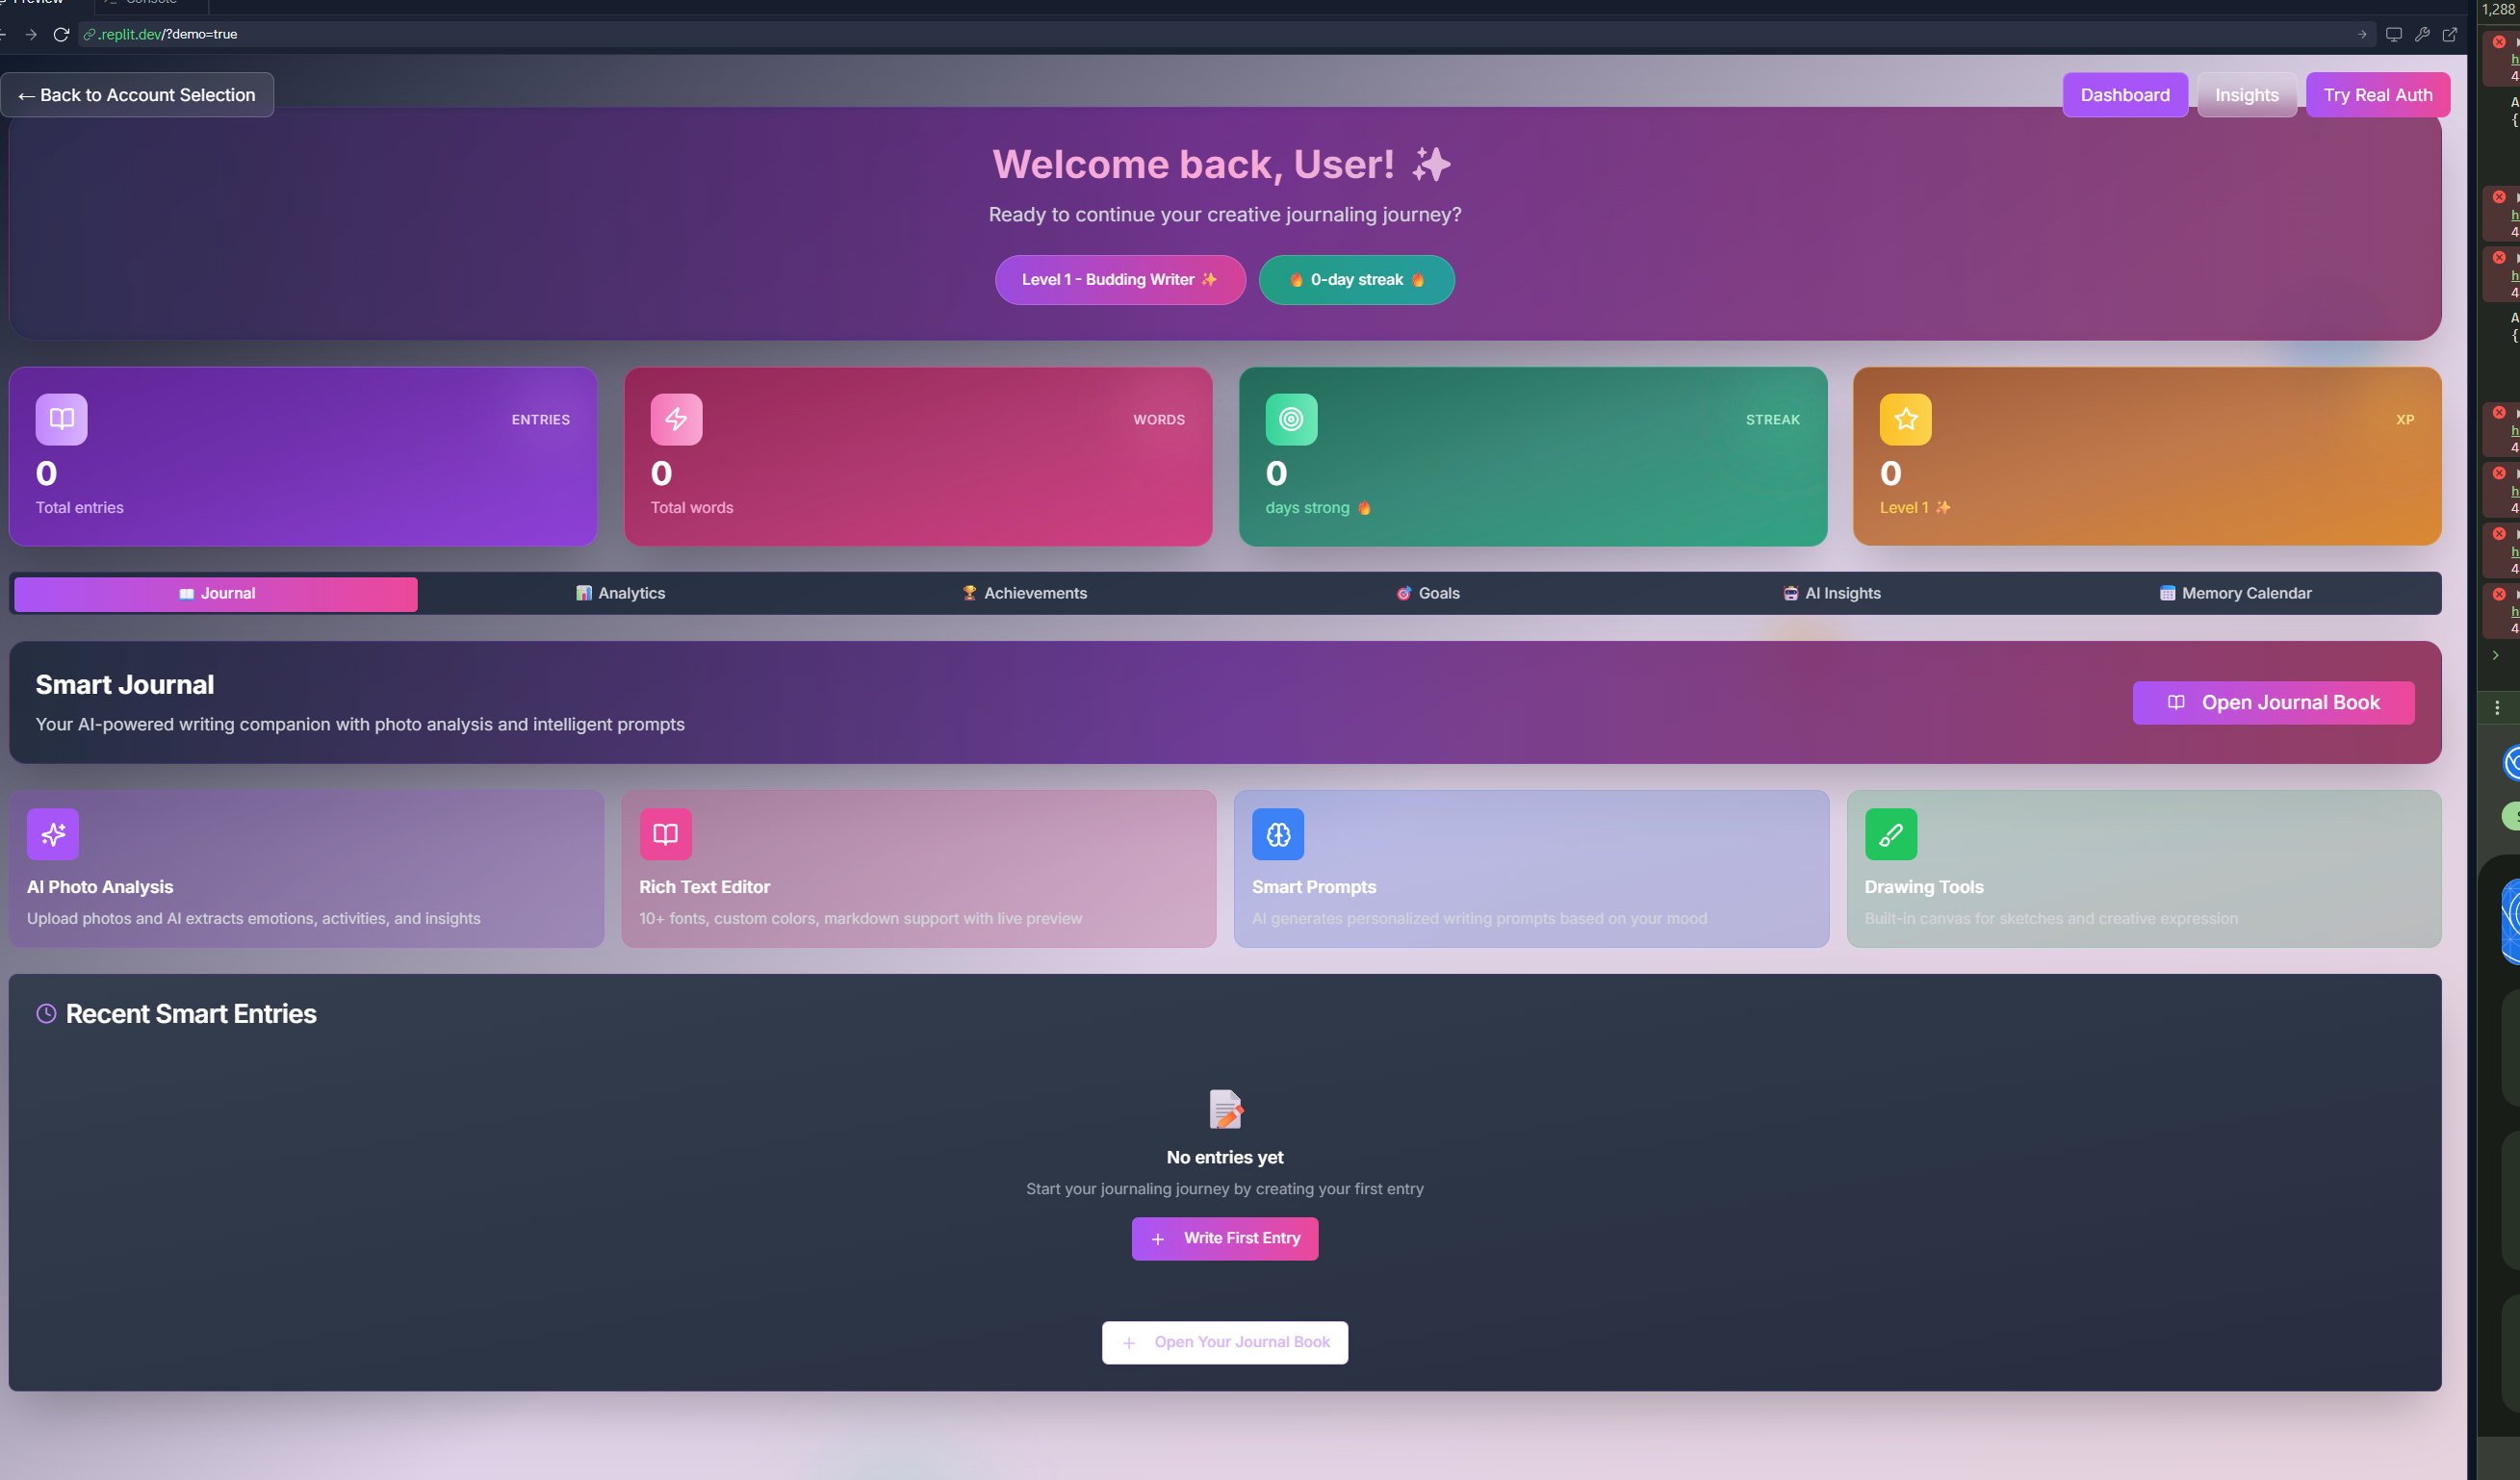 Preview
Console
.replit.dev/?demo=true
1,288
← Back to Account Selection
Dashboard
Insights
Try Real Auth
Welcome back, User! ✨
Ready to continue your creative journaling journey?
Level 1 - Budding Writer ✨
🔥 0-day streak 🔥
ENTRIES
0
Total entries
WORDS
0
Total words
STREAK
0
days strong 🔥
XP
0
Level 1 ✨
📖 Journal
📊 Analytics
🏆 Achievements
🎯 Goals
🤖 AI Insights
📅 Memory Calendar
Smart Journal
Your AI-powered writing companion with photo analysis and intelligent prompts
Open Journal Book
AI Photo Analysis
Upload photos and AI extracts emotions, activities, and insights
Rich Text Editor
10+ fonts, custom colors, markdown support with live preview
Smart Prompts
AI generates personalized writing prompts based on your mood
Drawing Tools
Built-in canvas for sketches and creative expression
Recent Smart Entries
No entries yet
Start your journaling journey by creating your first entry
+ Write First Entry
+ Open Your Journal Book